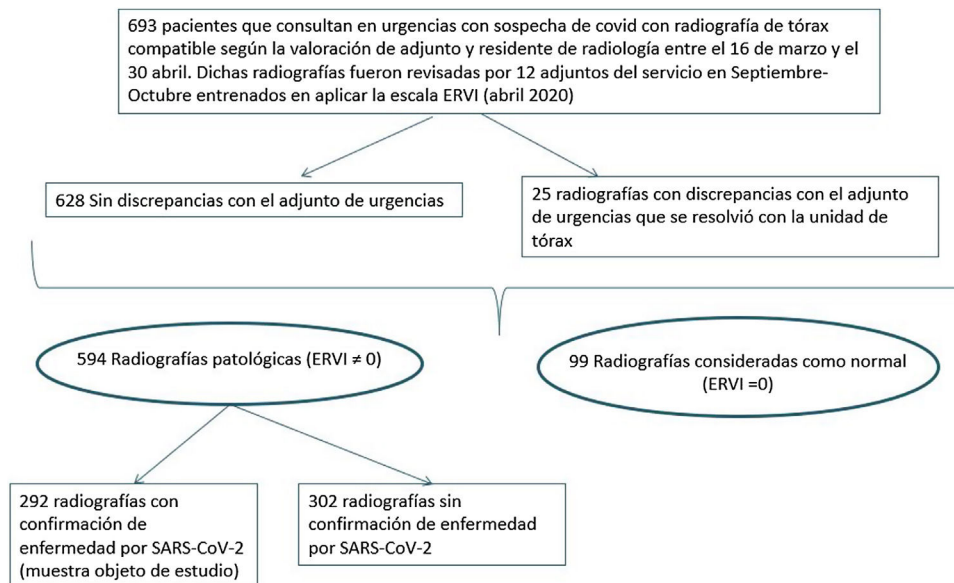 693 pacientes que consultan en urgencias con sospecha de covid con radiografía de tórax
compatible según la valoración de adjunto y residente de radiología entre el 16 de marzo y el
30 abril. Dichas radiografías fueron revisadas por 12 adjuntos del servicio en Septiembre-
Octubre entrenados en aplicar la escala ERVI (abril 2020)
628 Sin discrepancias con el adjunto de urgencias
25 radiografías con discrepancias con el adjunto
de urgencias que se resolvió con la unidad de
tórax
594 Radiografías patológicas (ERVI ≠ 0)
99 Radiografías consideradas como normal
(ERVI =0)
292 radiografías con
confirmación de
enfermedad por SARS-CoV-2
(muestra objeto de estudio)
302 radiografías sin
confirmación de enfermedad
por SARS-CoV-2